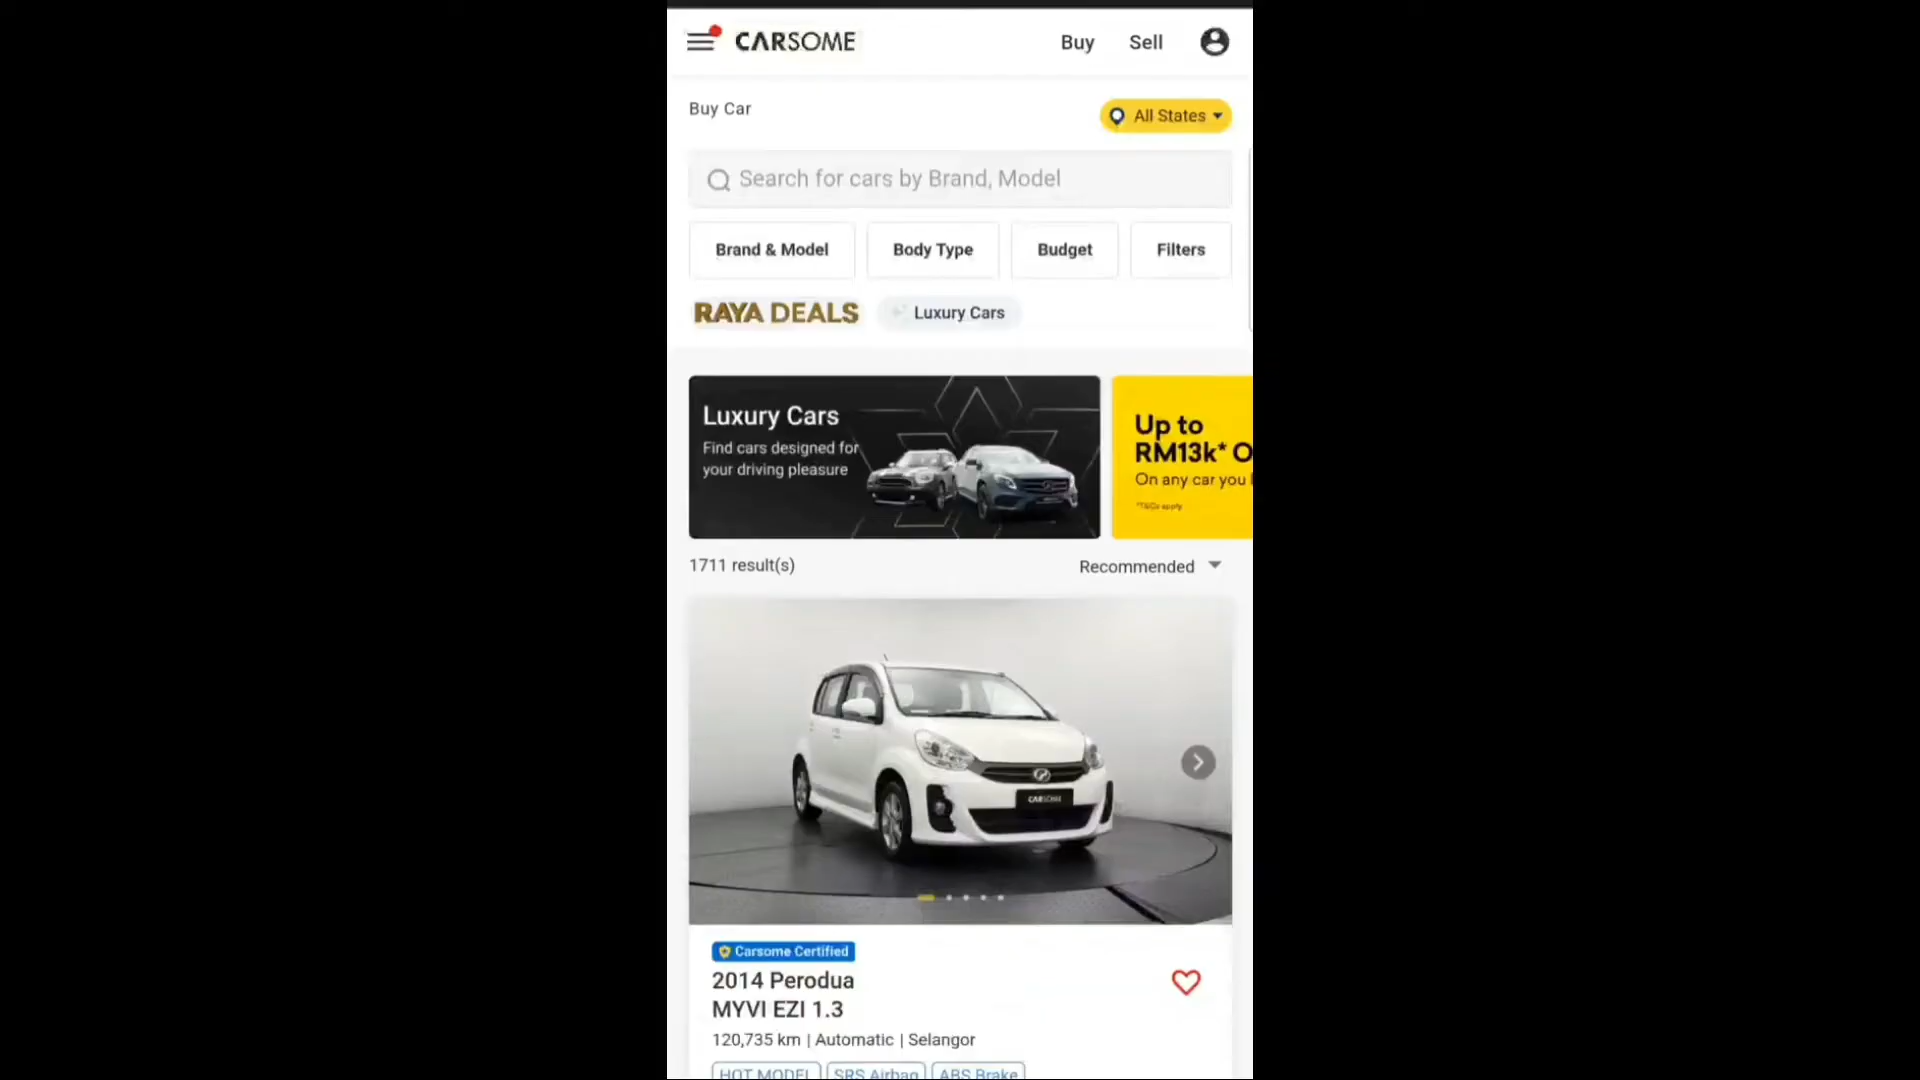 CARSOME
Buy
Sell
Buy Car
All States
Search for cars by Brand, Model
Brand & Model
Body Type
Budget
Filters
RAYA DEALS
Luxury Cars
Luxury Cars
Find cars designed for
your driving pleasure
Up to
RM13k* O
On any car you
*T&Cs apply
1711 result(s)
Recommended
CARSOME
Carsome Certified
2014 Perodua
MYVI EZI 1.3
120,735 km | Automatic | Selangor
HOT MODEL
SRS Airbag
ABS Brake